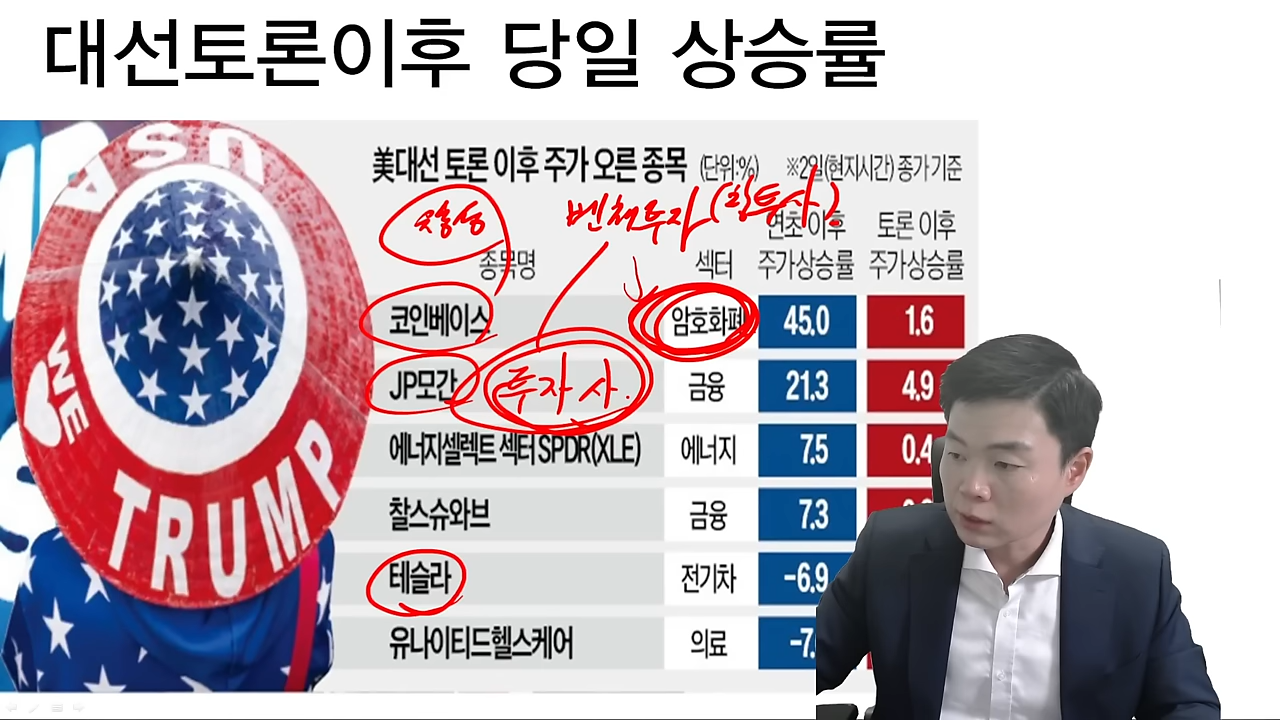 대선토론이후 당일 상승률
USA
WE
TRUMP
美대선 토론 이후 주가 오른 종목 (단위:%) ※2일(현지시간) 종가 기준
벤처투자(
종목명 섹터 연초 이후 주가상승률 토론 이후 주가상승률
코인베이스 암호화폐 45.0 1.6
JP모간 투자사. 금융 21.3 4.9
에너지셀렉트 섹터 SPDR(XLE) 에너지 7.5 0.4
찰스슈와브 금융 7.3
테슬라 전기차 -6.9
유나이티드헬스케어 의료 -7.